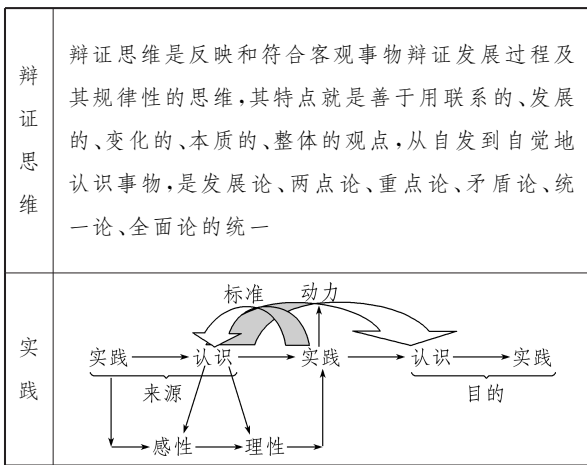 辩证思维
辩证思维是反映和符合客观事物辩证发展过程及
其规律性的思维,其特点就是善于用联系的、发展
的、变化的、本质的、整体的观点,从自发到自觉地
认识事物,是发展论、两点论、重点论、矛盾论、统
一论、全面论的统一
实践
标准 动力
实践 认识 实践 认识 实践
来源 目的
感性 理性